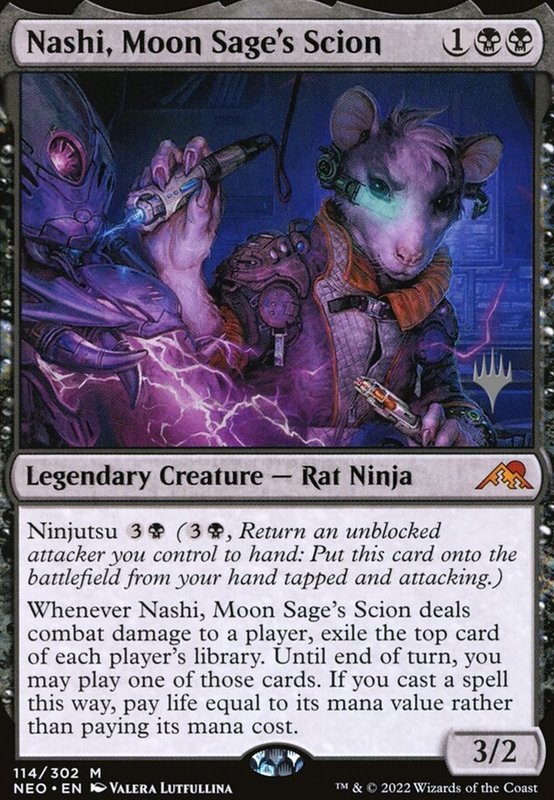 Nashi, Moon Sage's Scion 1
Legendary Creature — Rat Ninja
Ninjutsu 3 (3, Return an unblocked
attacker you control to hand: Put this card onto the
battlefield from your hand tapped and attacking.)
Whenever Nashi, Moon Sage's Scion deals
combat damage to a player, exile the top card
of each player's library. Until end of turn, you
may play one of those cards. If you cast a spell
this way, pay life equal to its mana value rather
than paying its mana cost.
3/2
114/302 M
NEO • EN Valera Lutfullina
™ & © 2022 Wizards of the Coast